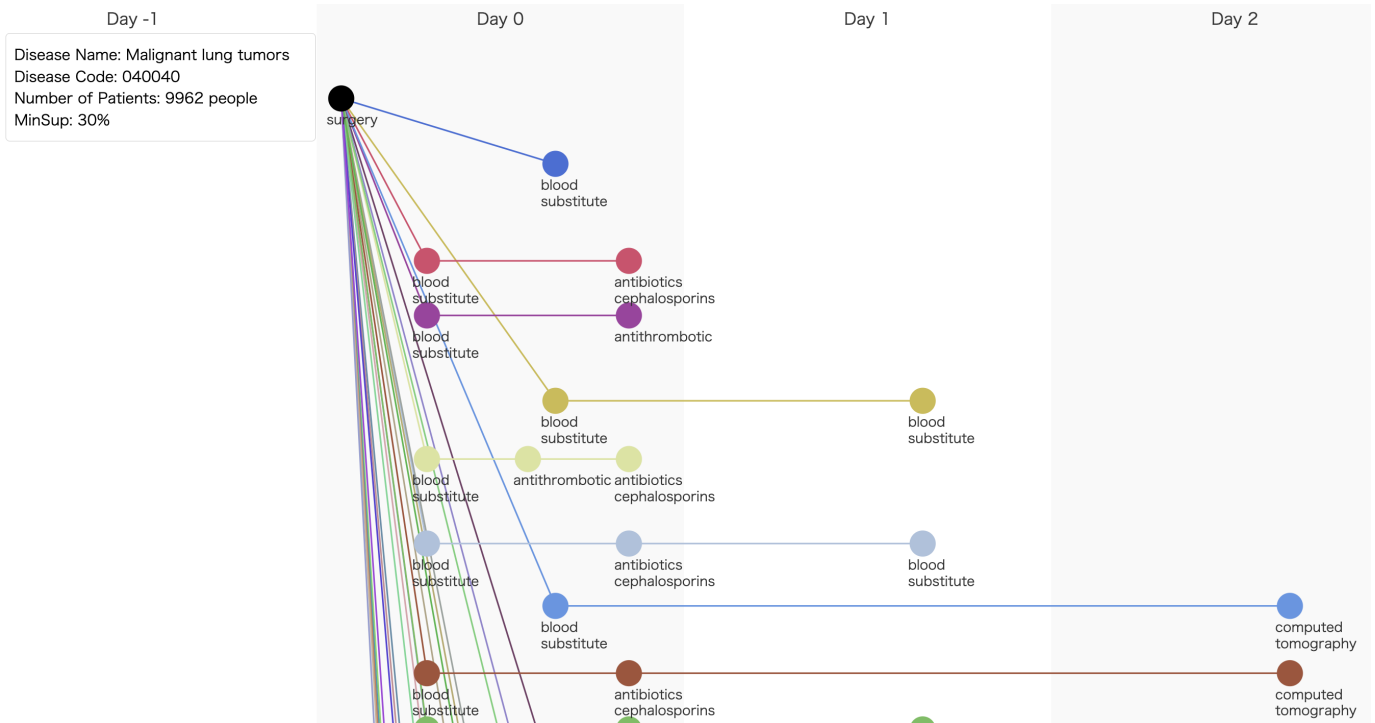 Day -1
Day 0
Day 1
Day 2
Disease Name: Malignant lung tumors
Disease Code: 040040
Number of Patients: 9962 people
MinSup: 30%
surgery
blood
substitute
blood
substitute
antibiotics
cephalosporins
blood
substitute
antithrombotic
blood
substitute
blood
substitute
blood
substitute
antithrombotic
antibiotics
cephalosporins
blood
substitute
antibiotics
cephalosporins
blood
substitute
blood
substitute
computed
tomography
blood
substitute
antibiotics
cephalosporins
computed
tomography